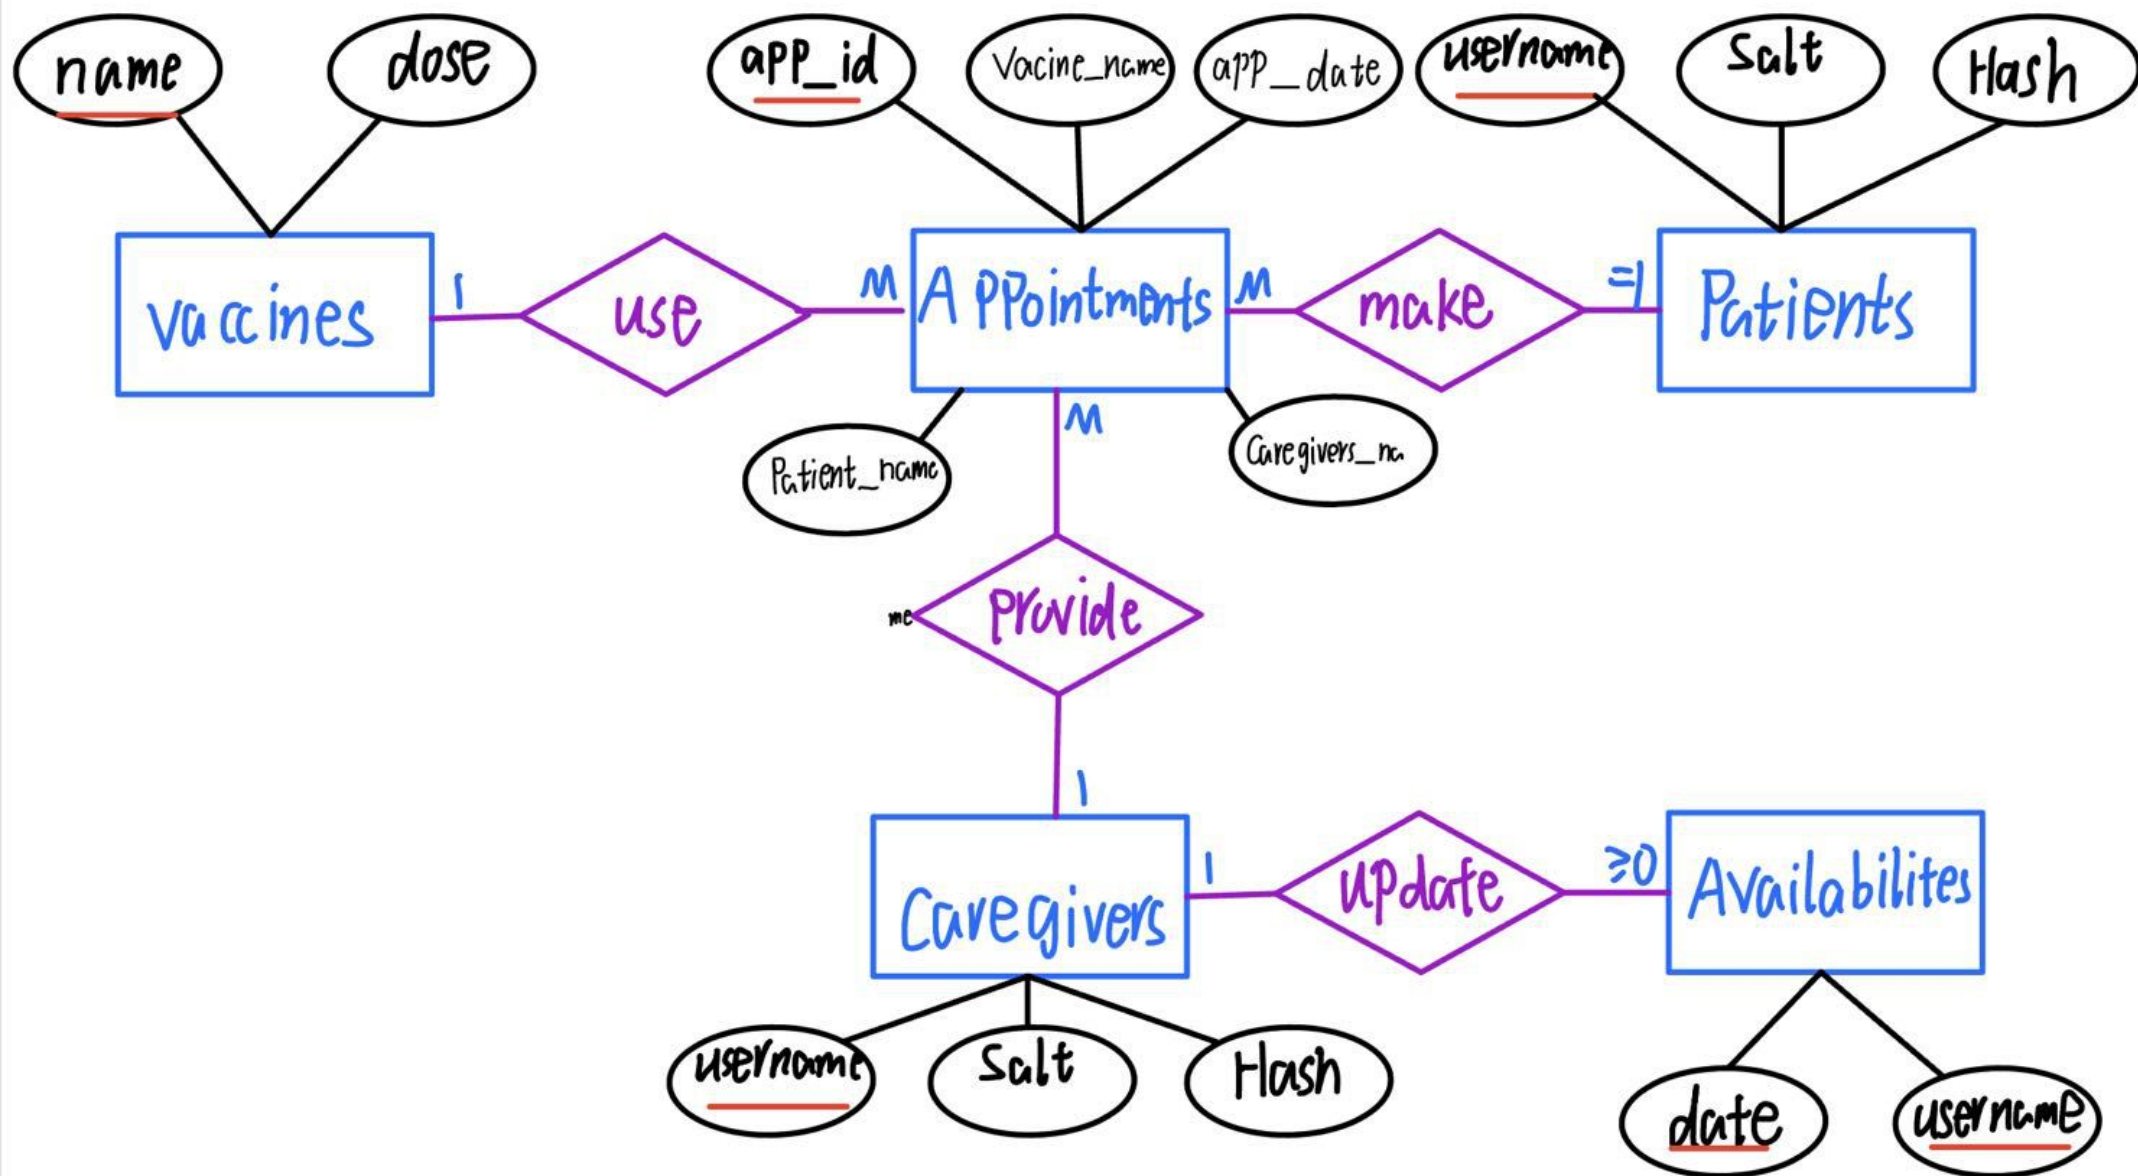 name
dose
app_id
Vacine_name
app_date
username
Salt
Hash
vaccines
1
use
M
Appointments
M
make
=1
Patients
Patient_name
M
Caregivers_na
me
provide
1
Caregivers
1
update
≥0
Availabilites
username
Salt
Hash
date
username